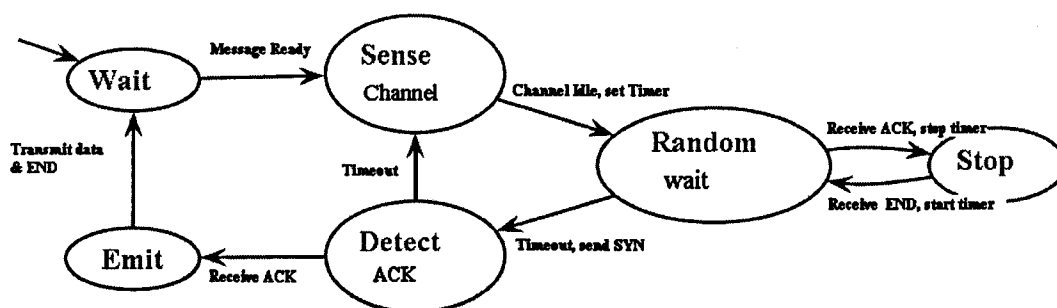 Wait
Message Ready
Sense
Channel
Channel Idle, set Timer
Random
wait
Receive ACK, stop timer
Stop
Receive END, start timer
Transmit data
& END
Timeout
Timeout, send SYN
Detect
ACK
Receive ACK
Emit